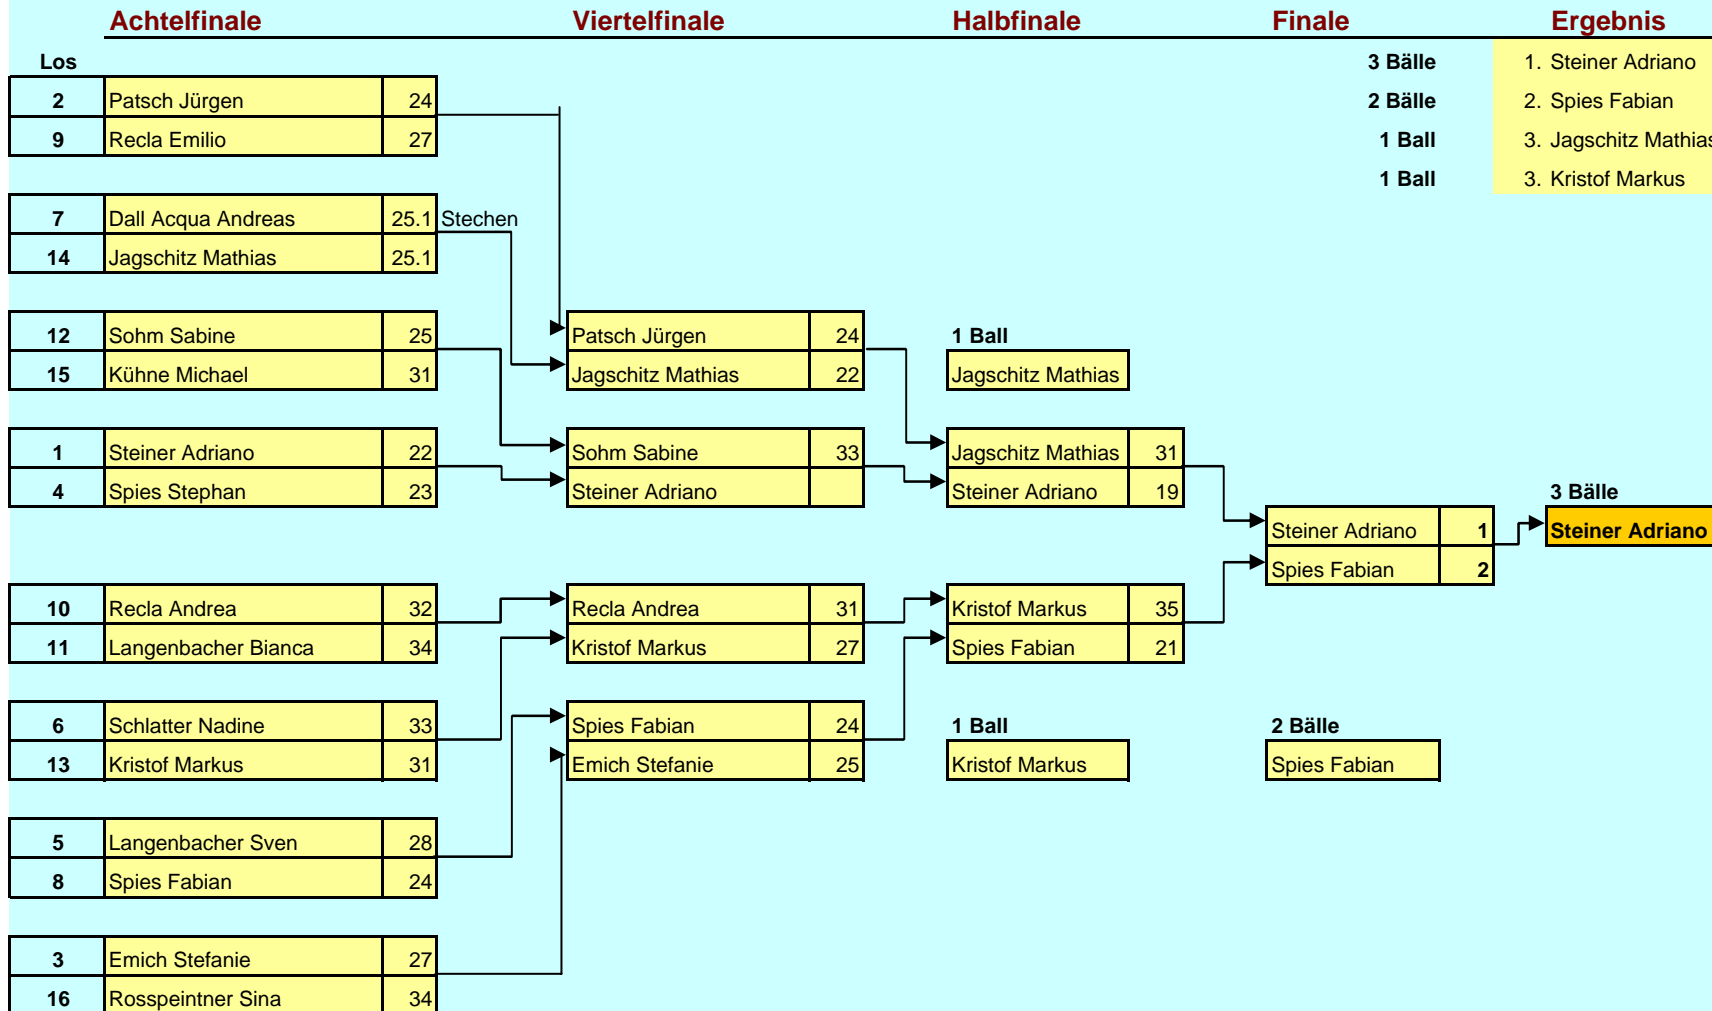 Achtelfinale Viertelfinale Halbfinale Finale Ergebnis
Los 3 Bälle 1. Steiner Adriano
2 Patsch Jürgen 24 2 Bälle 2. Spies Fabian
9 Recla Emilio 27 1 Ball 3. Jagschitz Mathias
1 Ball 3. Kristof Markus
7 Dall Acqua Andreas 25.1 Stechen
14 Jagschitz Mathias 25.1
12 Sohm Sabine 25 Patsch Jürgen 24 1 Ball
15 Kühne Michael 31 Jagschitz Mathias 22 Jagschitz Mathias
1 Steiner Adriano 22 Sohm Sabine 33 Jagschitz Mathias 31
4 Spies Stephan 23 Steiner Adriano Steiner Adriano 19 3 Bälle
Steiner Adriano 1 Steiner Adriano
Spies Fabian 2
10 Recla Andrea 32 Recla Andrea 31 Kristof Markus 35
11 Langenbacher Bianca 34 Kristof Markus 27 Spies Fabian 21
6 Schlatter Nadine 33 Spies Fabian 24 1 Ball 2 Bälle
13 Kristof Markus 31 Emich Stefanie 25 Kristof Markus Spies Fabian
5 Langenbacher Sven 28
8 Spies Fabian 24
3 Emich Stefanie 27
16 Rosspeintner Sina 34